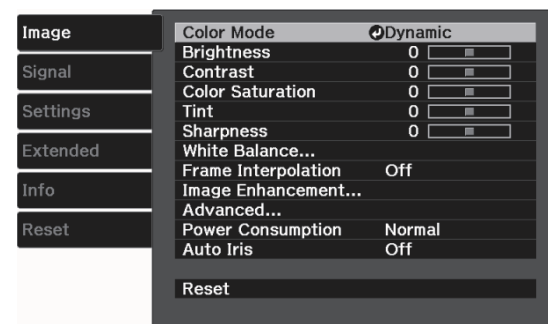 Image
Signal
Settings
Extended
Info
Reset
Color Mode Dynamic
Brightness 0
Contrast 0
Color Saturation 0
Tint 0
Sharpness 0
White Balance...
Frame Interpolation Off
Image Enhancement...
Advanced...
Power Consumption Normal
Auto Iris Off
Reset